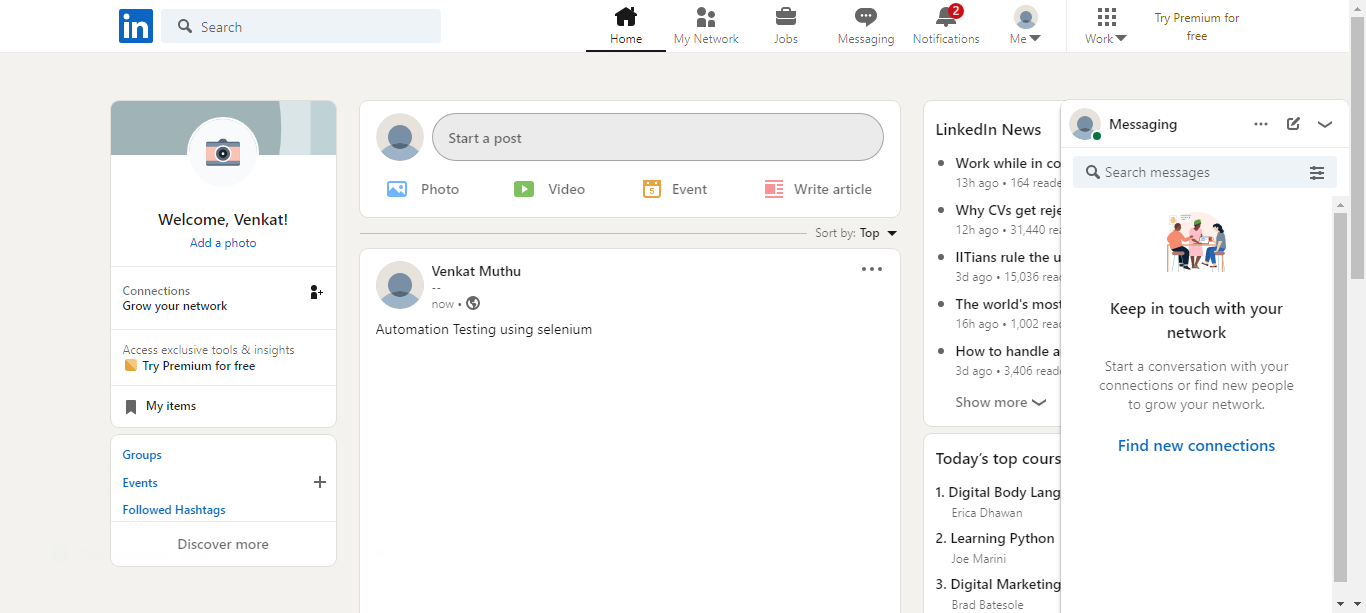 in
Search
Home
My Network
Jobs
Messaging
2
Notifications
Me
Work
Try Premium for
free
Welcome, Venkat!
Add a photo
Connections
Grow your network
Access exclusive tools & insights
Try Premium for free
My items
Groups
Events
Followed Hashtags
Discover more
Start a post
Photo
Video
5
Event
Write article
Sort by: Top
Venkat Muthu
--
now •
Automation Testing using selenium
LinkedIn News
Work while in co
13h ago • 164 reade
Why CVs get reje
12h ago • 31,440 rea
IITians rule the u
3d ago • 15,036 rea
The world's most
16h ago • 1,002 rea
How to handle a
3d ago • 3,406 read
Show more
Today's top cours
1. Digital Body Lang
Erica Dhawan
2. Learning Python
Joe Marini
3. Digital Marketing
Brad Batesole
Messaging
Search messages
Keep in touch with your
network
Start a conversation with your
connections or find new people
to grow your network.
Find new connections